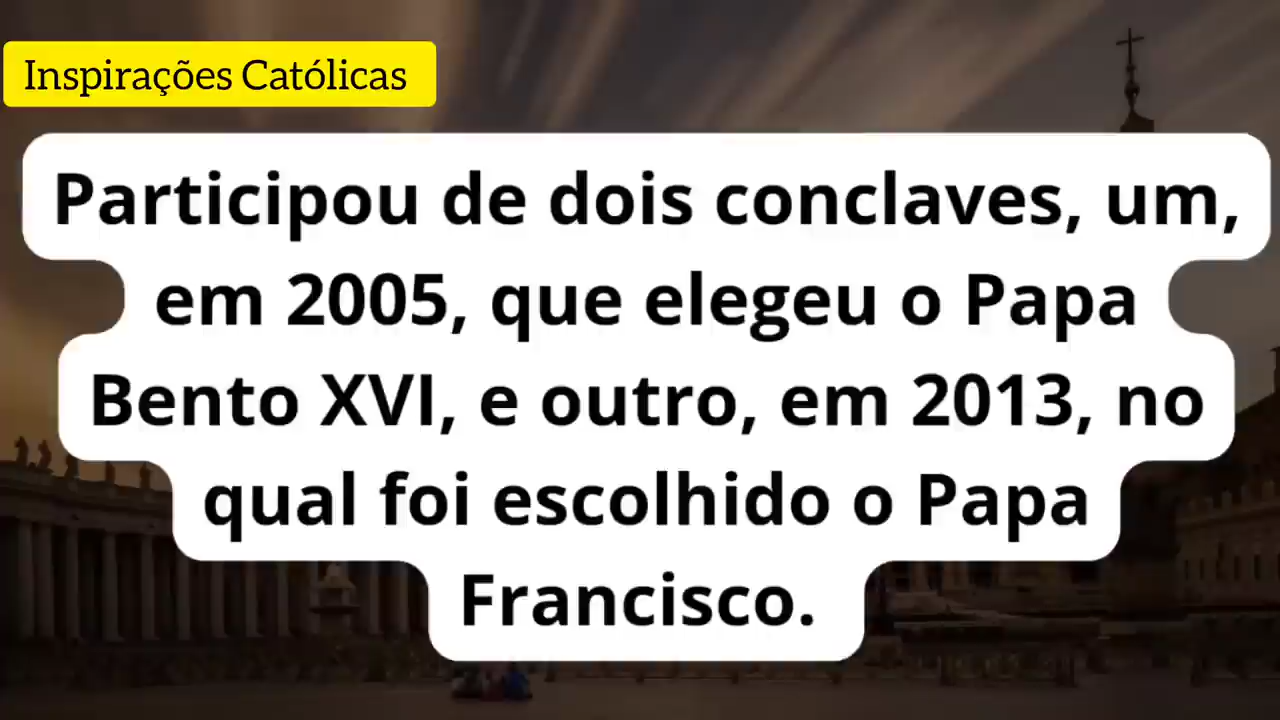 Inspirações Católicas
Participou de dois conclaves, um,
em 2005, que elegeu o Papa
Bento XVI, e outro, em 2013, no
qual foi escolhido o Papa
Francisco.